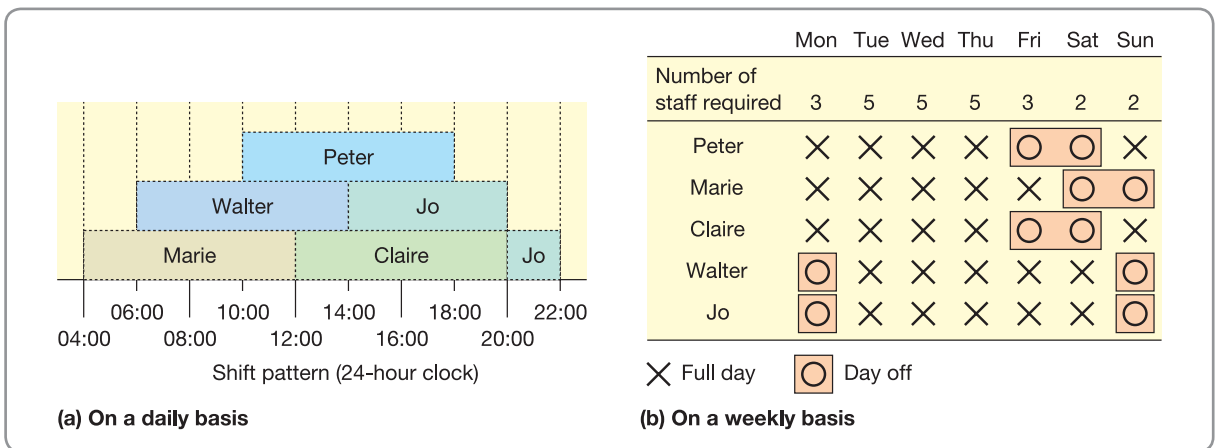 Peter
Walter Jo
Marie Claire Jo
06:00 10:00 14:00 18:00 22:00
04:00 08:00 12:00 16:00 20:00
Shift pattern (24-hour clock)
(a) On a daily basis
Mon Tue Wed Thu Fri Sat Sun
Number of
staff required 3 5 5 5 3 2 2
Peter
Marie
Claire
Walter
Jo
Full day Day off
(b) On a weekly basis